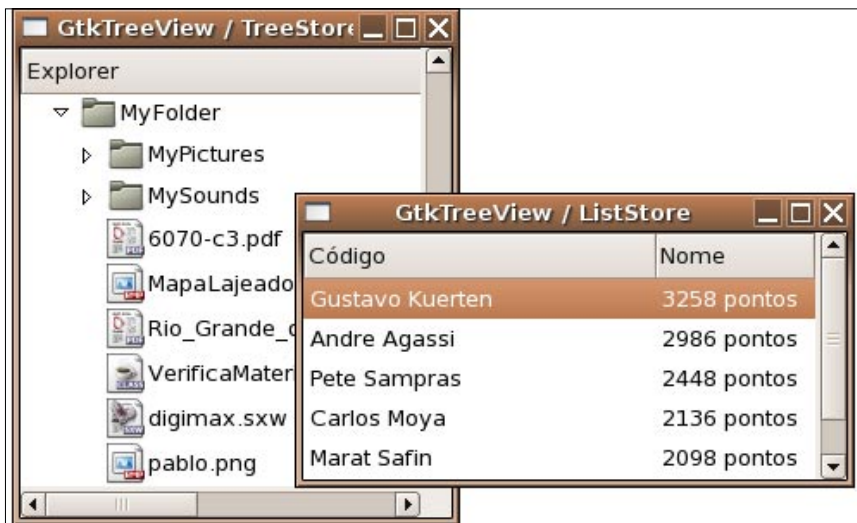 GtkTreeView / TreeStore
Explorer
MyFolder
MyPictures
MySounds
6070-c3.pdf
MapaLajeado
Rio_Grande_
VerificaMater
digimax.sxw
pablo.png
GtkTreeView / ListStore
Código Nome
Gustavo Kuerten 3258 pontos
Andre Agassi 2986 pontos
Pete Sampras 2448 pontos
Carlos Moya 2136 pontos
Marat Safin 2098 pontos